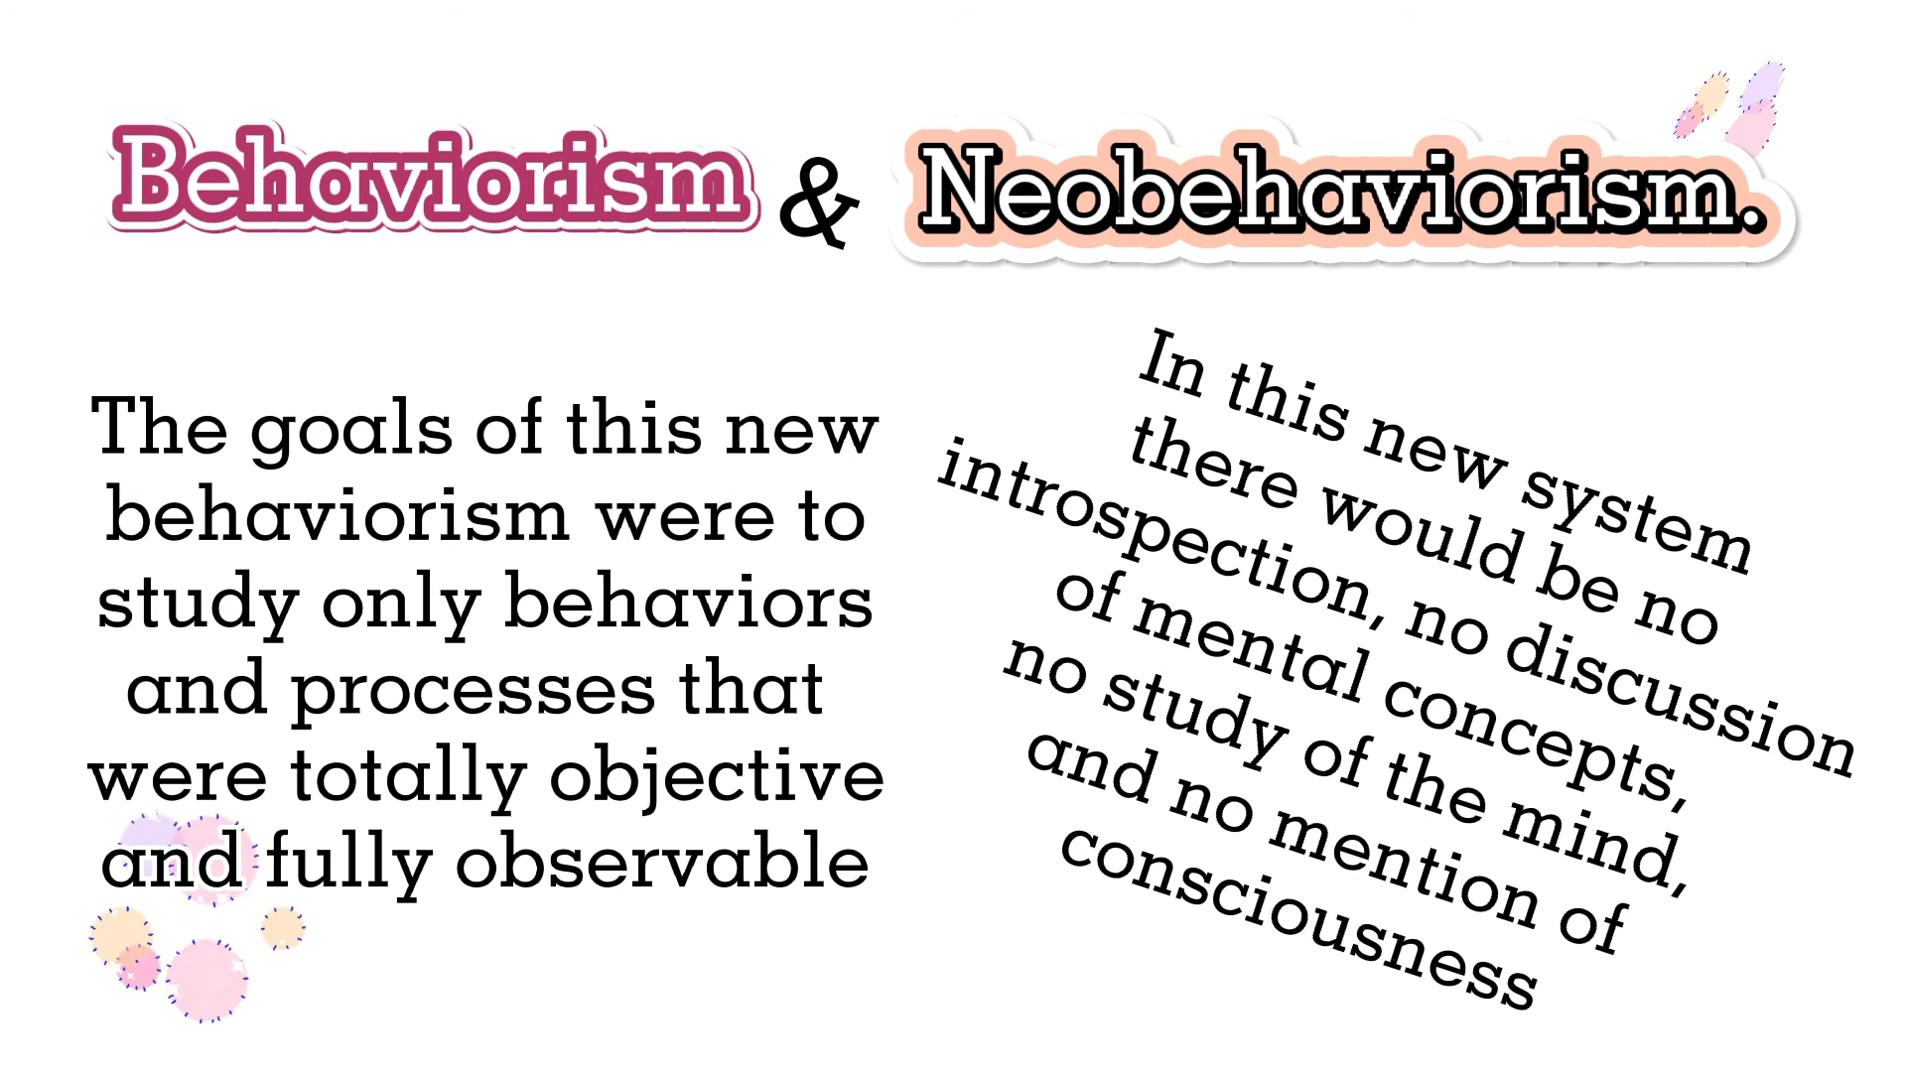 Behaviorism & Neobehaviorism.
The goals of this new
behaviorism were to
study only behaviors
and processes that
were totally objective
and fully observable
In this new system
there would be no
introspection, no discussion
of mental concepts,
no study of the mind,
and no mention of
consciousness